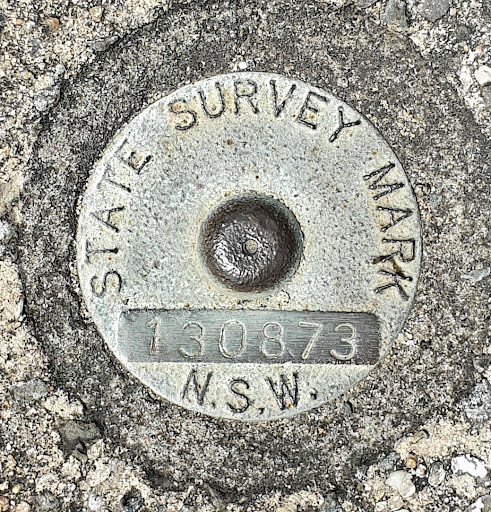 STATE SURVEY MARK
130873
N.S.W.